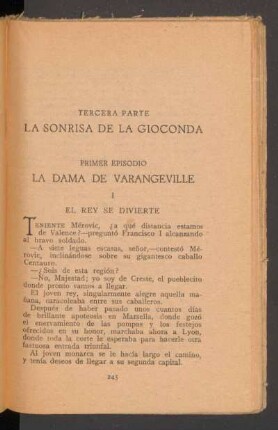 TERCERA PARTE
LA SONRISA DE LA GIOCONDA
PRIMER EPISODIO
LA DAMA DE VARANGEVILLE
I
EL REY SE DIVIERTE
TENIENTE Mérovic, ¿a qué distancia estamos
de Valence?—preguntó Francisco I alcanzando
al bravo soldado.
—A siete leguas escasas, señor,—contestó Mé-
rovic, inclinándose sobre su gigantesco caballo
Centauro.
—¿Seis de esta región?
—No, Majestad; yo soy de Creste, el pueblecito
donde pronto vamos a llegar.
El joven rey, singularmente alegre aquella ma-
ñana, caracoleaba entre sus caballeros.
Después de haber pasado unos cuantos días
de brillante apoteosis en Marsella, donde gozó
el enervamiento de las pompas y los festejos
ofrecidos en su honor, marchaba ahora a Lyon,
donde toda la corte le esperaba para hacerle otra
fastuosa entrada triunfal.
Al joven monarca se le hacía largo el camino,
y tenía deseos de llegar a su segunda capital.
245